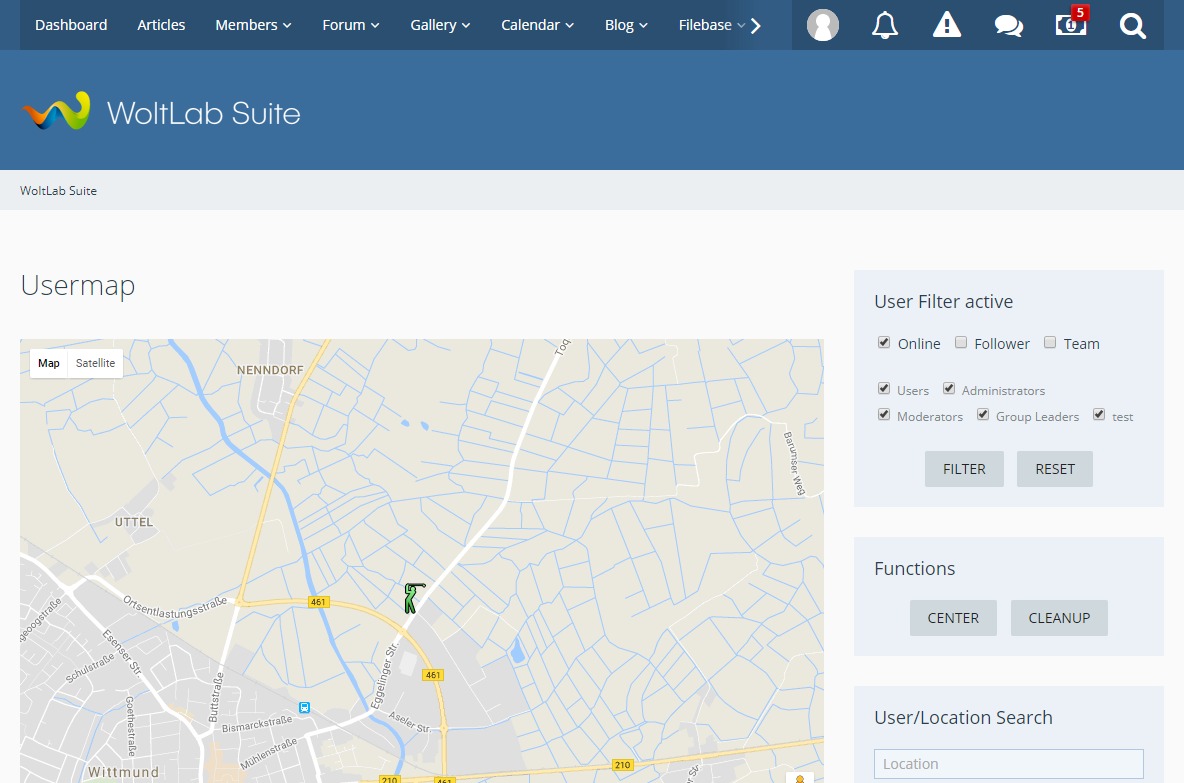 Dashboard Articles Members Forum Gallery Calendar Blog Filebase
5
WoltLab Suite
WoltLab Suite
Usermap
Map Satellite
NENNDORF
UTTEL
Barumser Weg
461
Ortsentlastungsstraße
Esenser Str.
Schulstraße
Goethestraße
Buttstraße
Bismarckstraße
Mühlenstraße
Eggelinger Str.
Aseler Str.
461
210
210
461
Wittmund
User Filter active
Online Follower Team
Users Administrators
Moderators Group Leaders test
FILTER RESET
Functions
CENTER CLEANUP
User/Location Search
Location